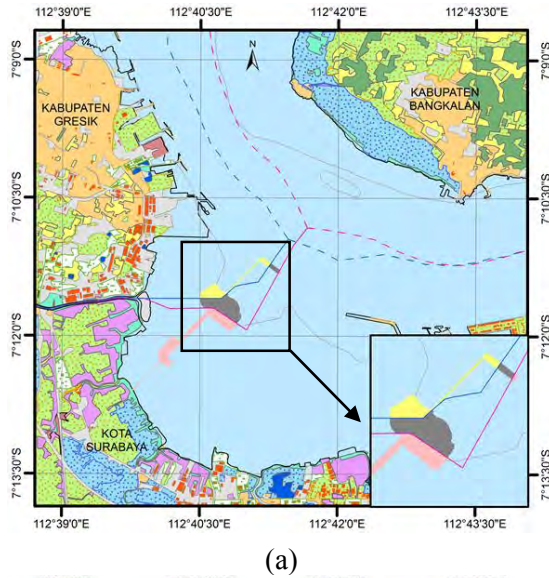 112°39'0"E 112°40'30"E 112°42'0"E 112°43'30"E
7°9'0"S 7°9'0"S
N
KABUPATEN
GRESIK
KABUPATEN
BANGKALAN
7°10'30"S 7°10'30"S
7°12'0"S 7°12'0"S
KOTA
SURABAYA
7°13'30"S 7°13'30"S
112°39'0"E 112°40'30"E 112°42'0"E 112°43'30"E
(a)